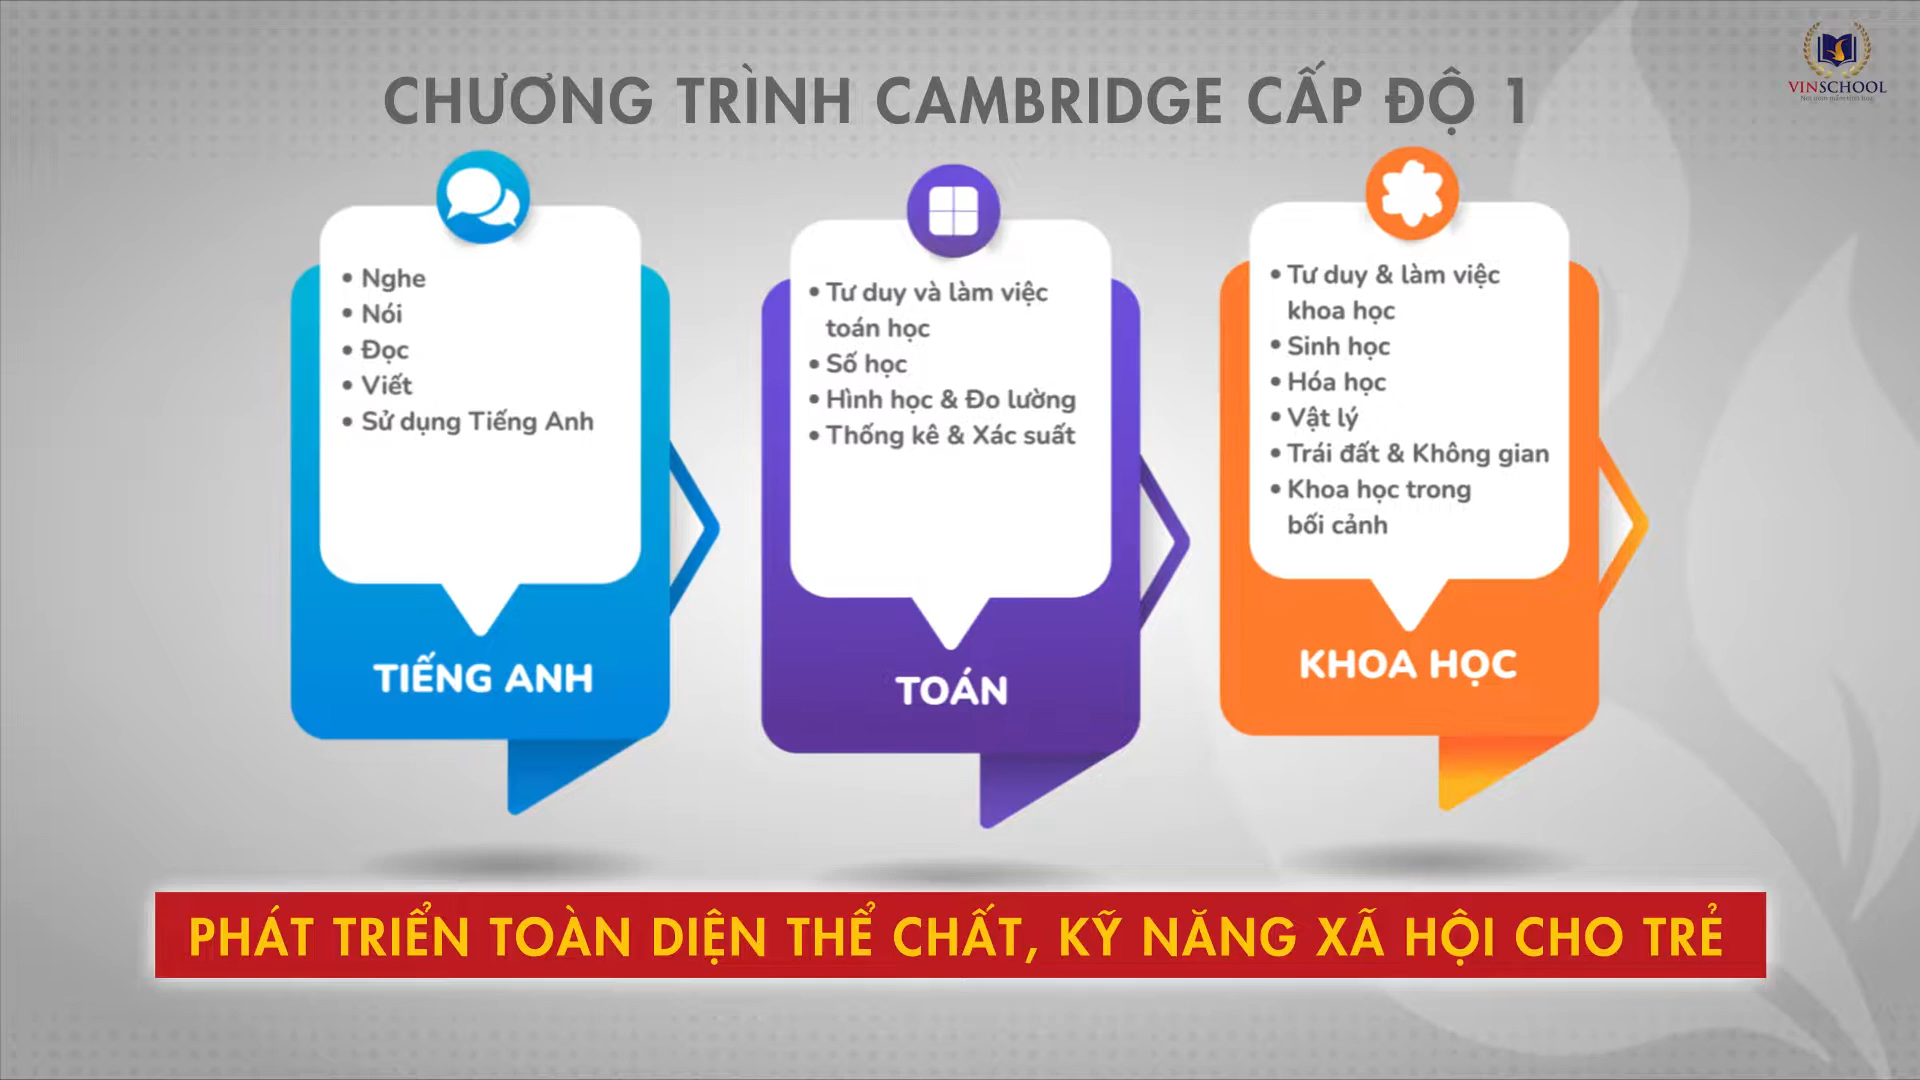 VINSCHOOL
CHƯƠNG TRÌNH CAMBRIDGE CẤP ĐỘ 1
• Nghe
• Nói
• Đọc
• Viết
• Sử dụng Tiếng Anh
TIẾNG ANH
• Tư duy và làm việc
toán học
• Số học
• Hình học & Đo lường
• Thống kê & Xác suất
TOÁN
• Tư duy & làm việc
khoa học
• Sinh học
• Hóa học
• Vật lý
• Trái đất & Không gian
• Khoa học trong
bối cảnh
KHOA HỌC
PHÁT TRIỂN TOÀN DIỆN THỂ CHẤT, KỸ NĂNG XÃ HỘI CHO TRẺ